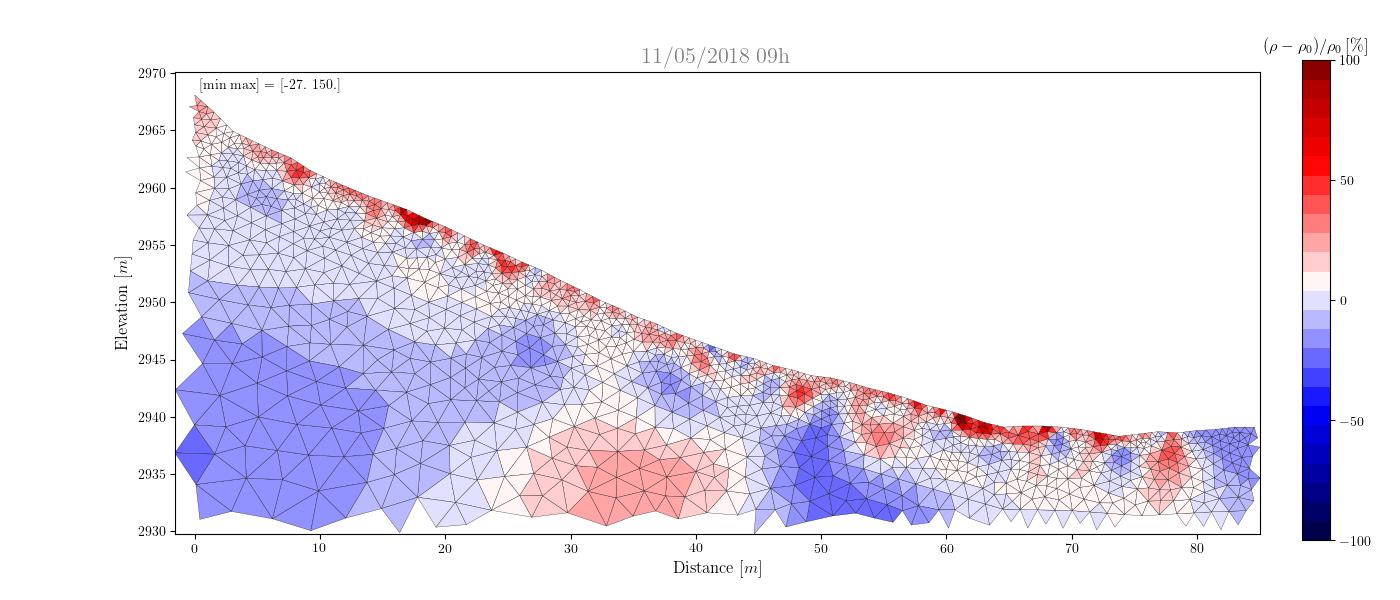 11/05/2018 09h
(ρ − ρ₀)/ρ₀ [%]
[min max] = [-27. 150.]
2970
2965
2960
2955
2950
2945
2940
2935
2930
Elevation [m]
0 10 20 30 40 50 60 70 80
Distance [m]
100
50
0
−50
−100